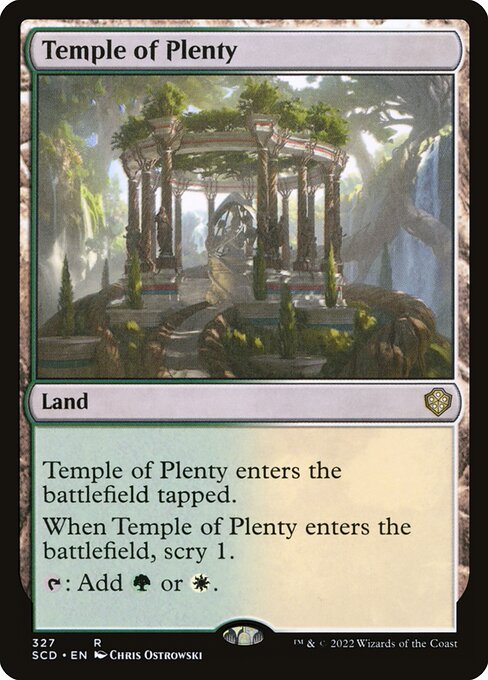 Temple of Plenty
Land
Temple of Plenty enters the
battlefield tapped.
When Temple of Plenty enters the
battlefield, scry 1.
: Add or .
327 R
SCD • EN Chris Ostrowski
™ & © 2022 Wizards of the Coast